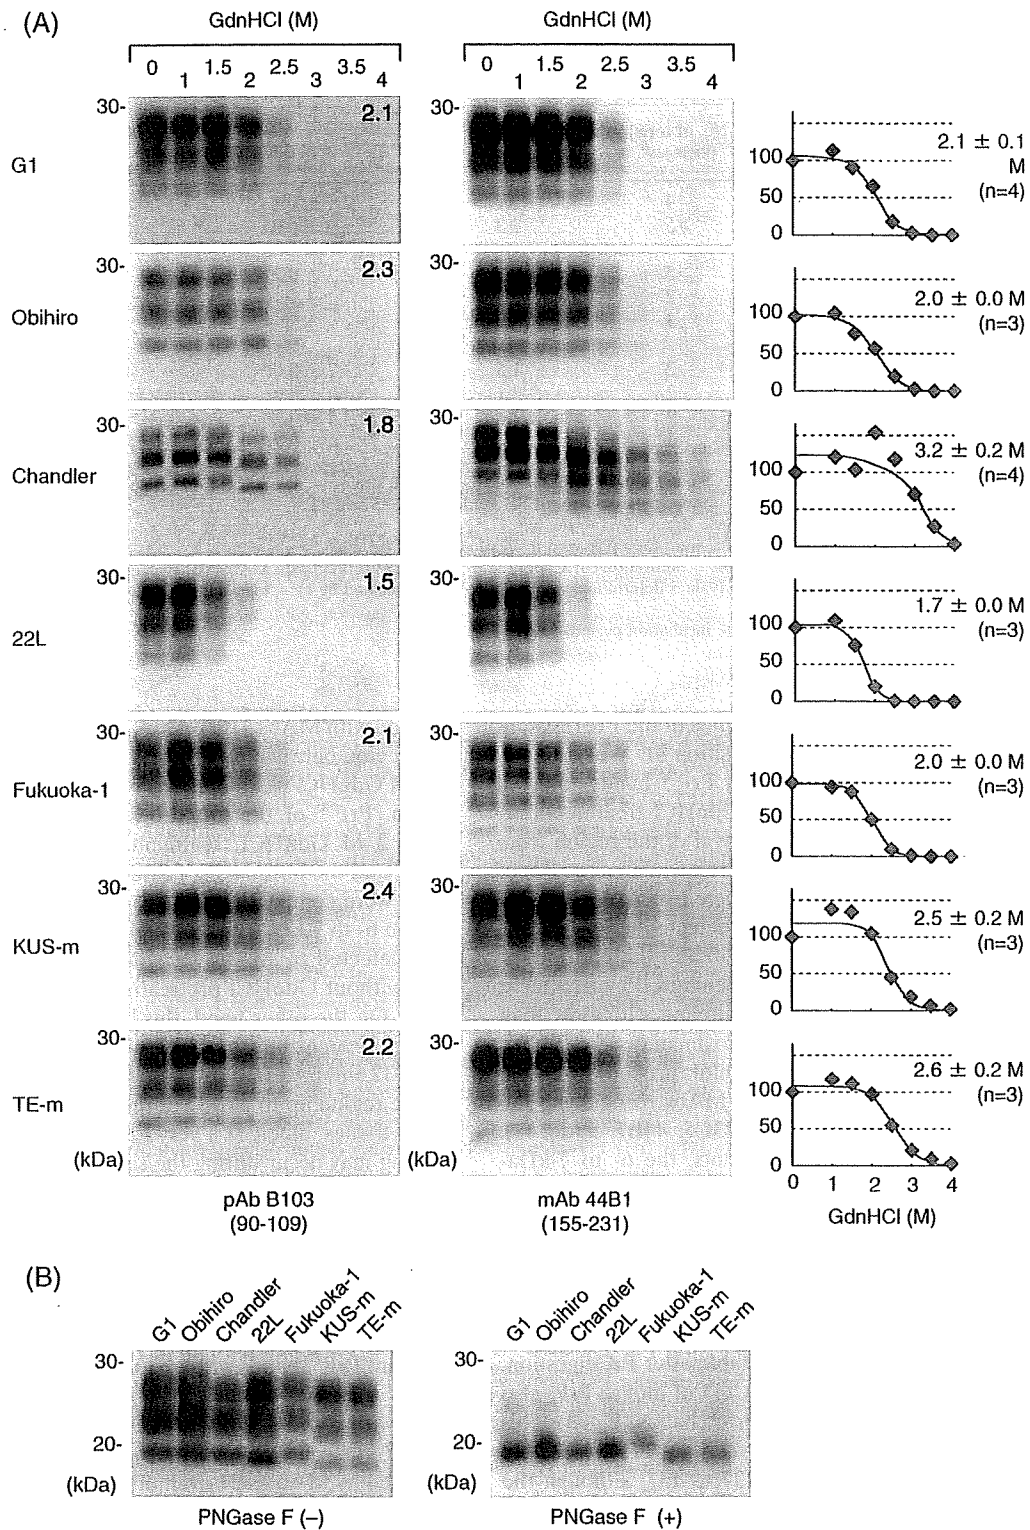 (A)
GdnHCl (M)
GdnHCl (M)
0 1 1.5 2 2.5 3 3.5 4
0 1 1.5 2 2.5 3 3.5 4
G1
30-
2.1
30-
100
50
0
2.1 ± 0.1
M
(n=4)
Obihiro
30-
2.3
30-
100
50
0
2.0 ± 0.0 M
(n=3)
Chandler
30-
1.8
30-
100
50
0
3.2 ± 0.2 M
(n=4)
22L
30-
1.5
30-
100
50
0
1.7 ± 0.0 M
(n=3)
Fukuoka-1
30-
2.1
30-
100
50
0
2.0 ± 0.0 M
(n=3)
KUS-m
30-
2.4
30-
100
50
0
2.5 ± 0.2 M
(n=3)
TE-m
30-
2.2
30-
100
50
0
2.6 ± 0.2 M
(n=3)
(kDa)
(kDa)
0 1 2 3 4
GdnHCl (M)
pAb B103
(90-109)
mAb 44B1
(155-231)
(B)
G1 Obihiro Chandler 22L Fukuoka-1 KUS-m TE-m
30-
20-
(kDa)
PNGase F (–)
G1 Obihiro Chandler 22L Fukuoka-1 KUS-m TE-m
30-
20-
(kDa)
PNGase F (+)